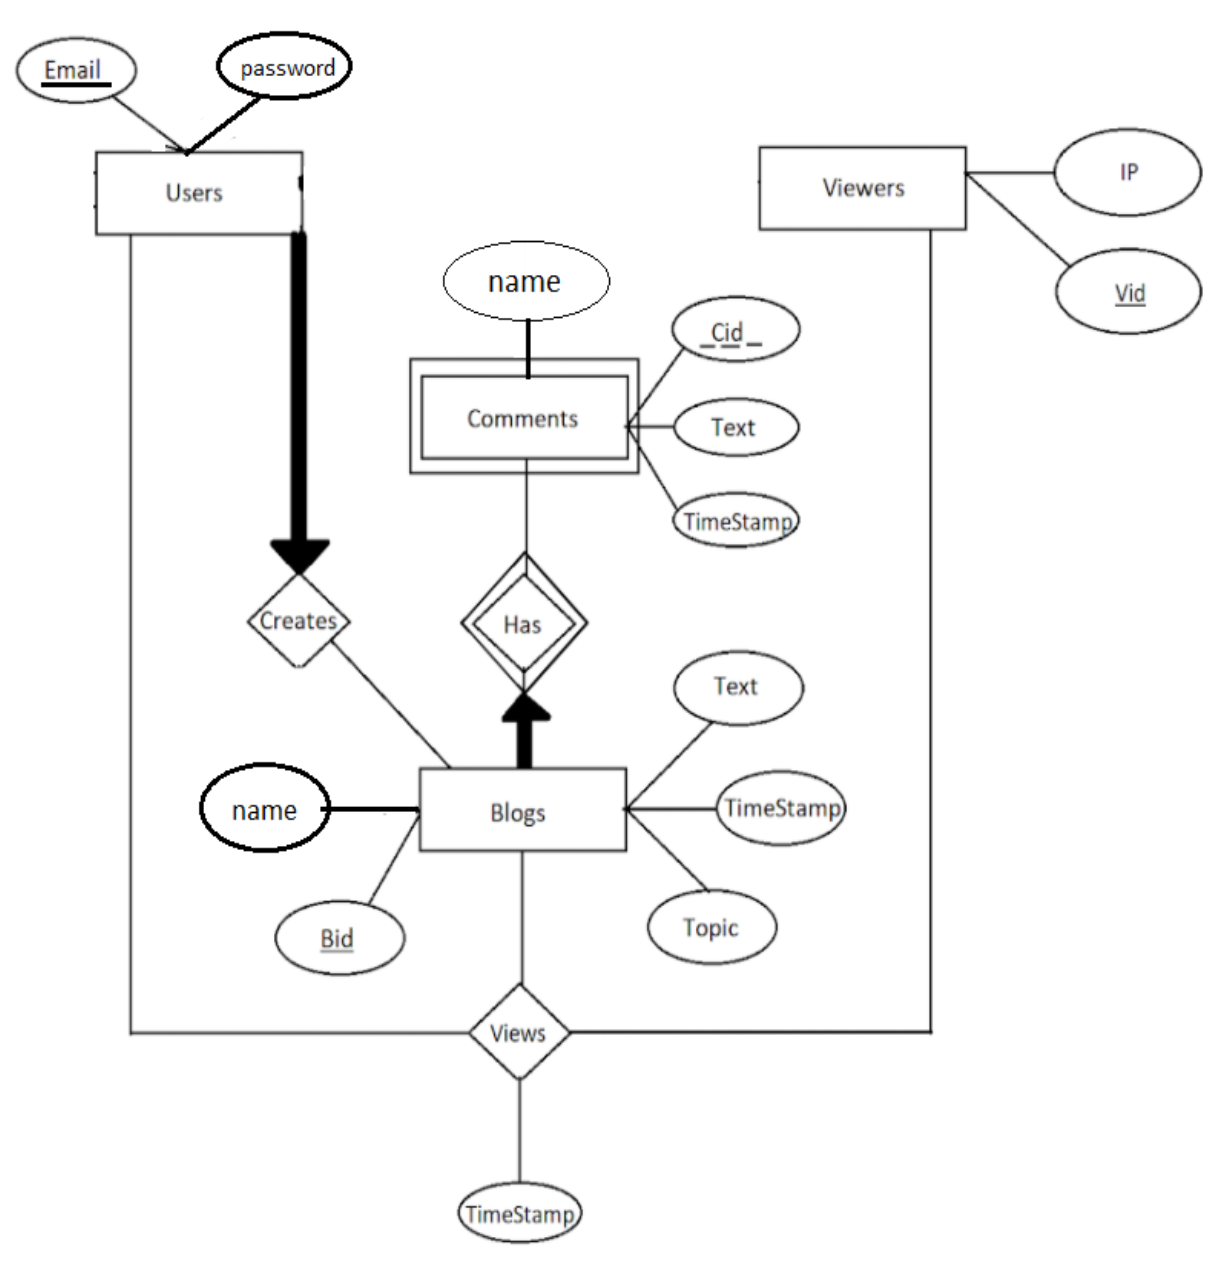 Email
password
Users
Viewers
IP
Vid
name
Cid
Comments
Text
TimeStamp
Creates
Has
Text
name
Blogs
TimeStamp
Bid
Topic
Views
TimeStamp